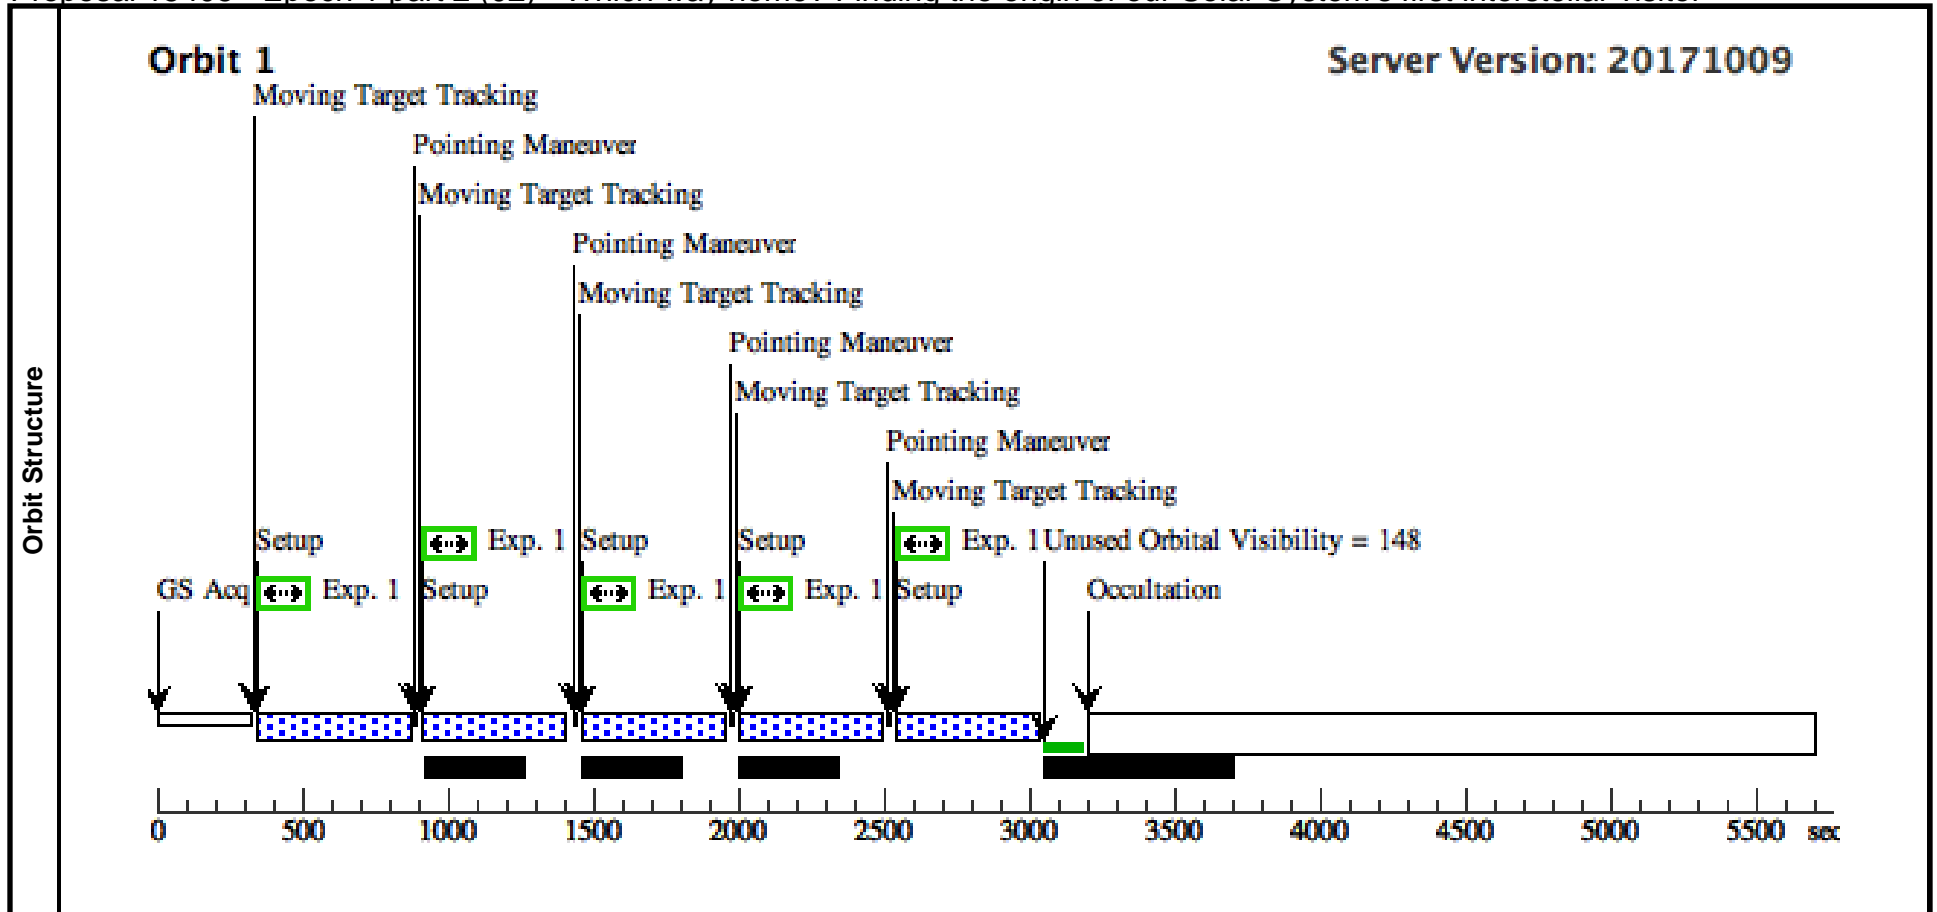 Orbit 1
Server Version: 20171009
Moving Target Tracking
Pointing Maneuver
Moving Target Tracking
Pointing Maneuver
Moving Target Tracking
Pointing Maneuver
Moving Target Tracking
Pointing Maneuver
Moving Target Tracking
Setup Exp. 1 Setup Setup Exp. 1 Unused Orbital Visibility = 148
GS Acq Exp. 1 Setup Exp. 1 Exp. 1 Setup Occultation
0 500 1000 1500 2000 2500 3000 3500 4000 4500 5000 5500 sec
Orbit Structure